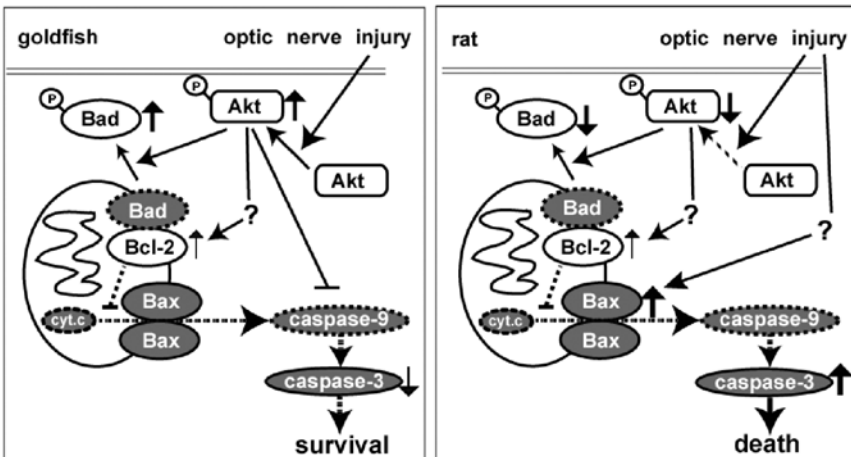 goldfish optic nerve injury
P
P
Bad
Akt
Akt
Bad
?
Bcl-2
Bax
cyt.c
caspase-9
Bax
caspase-3
survival
rat optic nerve injury
P
P
Bad
Akt
Akt
Bad
?
?
Bcl-2
Bax
cyt.c
caspase-9
Bax
caspase-3
death